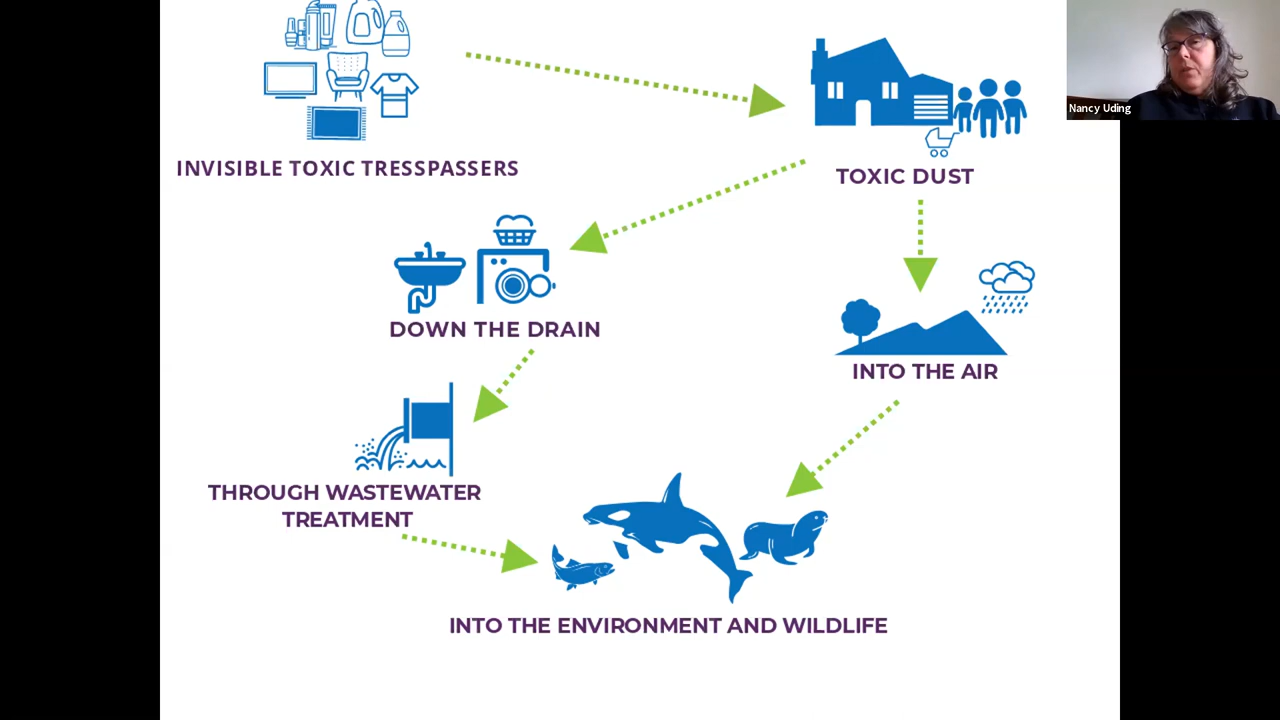 Nancy Uding
INVISIBLE TOXIC TRESSPASSERS
TOXIC DUST
DOWN THE DRAIN
INTO THE AIR
THROUGH WASTEWATER
TREATMENT
INTO THE ENVIRONMENT AND WILDLIFE